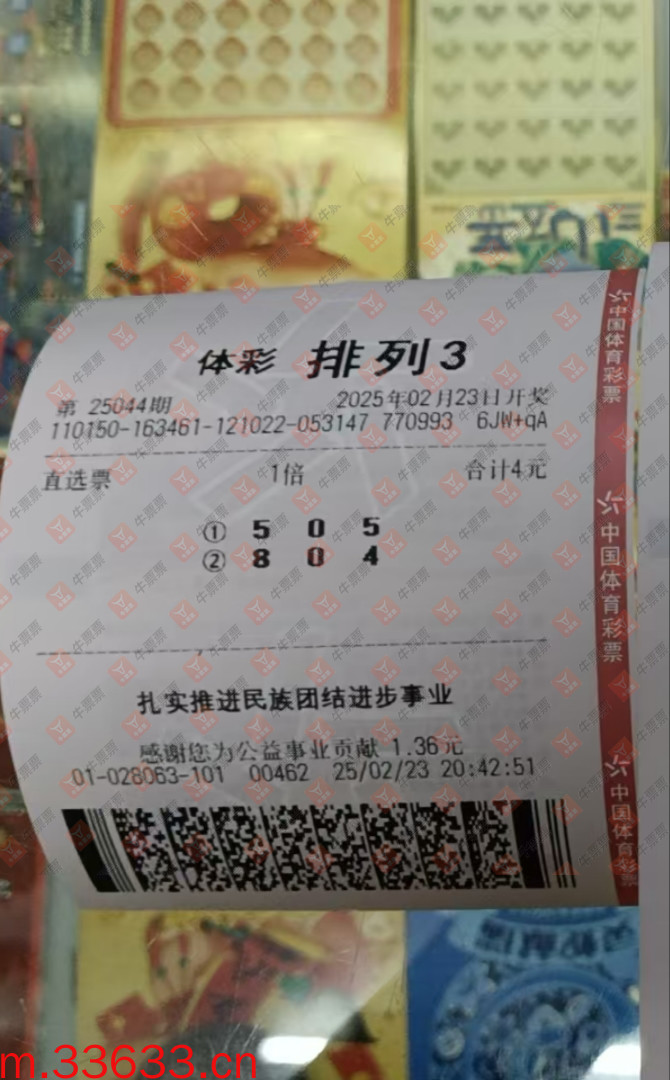 体彩 排列3
第 25044期 2025年02月23日开奖
110150-163461-121022-053147 770993 6JW+qA
直选票 1倍 合计4元
① 5 0 5
② 8 0 4
扎实推进民族团结进步事业
感谢您为公益事业贡献 1.36元
01-028063-101 00462 25/02/23 20:42:51
中国体育彩票
中国体育彩票
中国体育彩票
牛票票
m.33633.cn